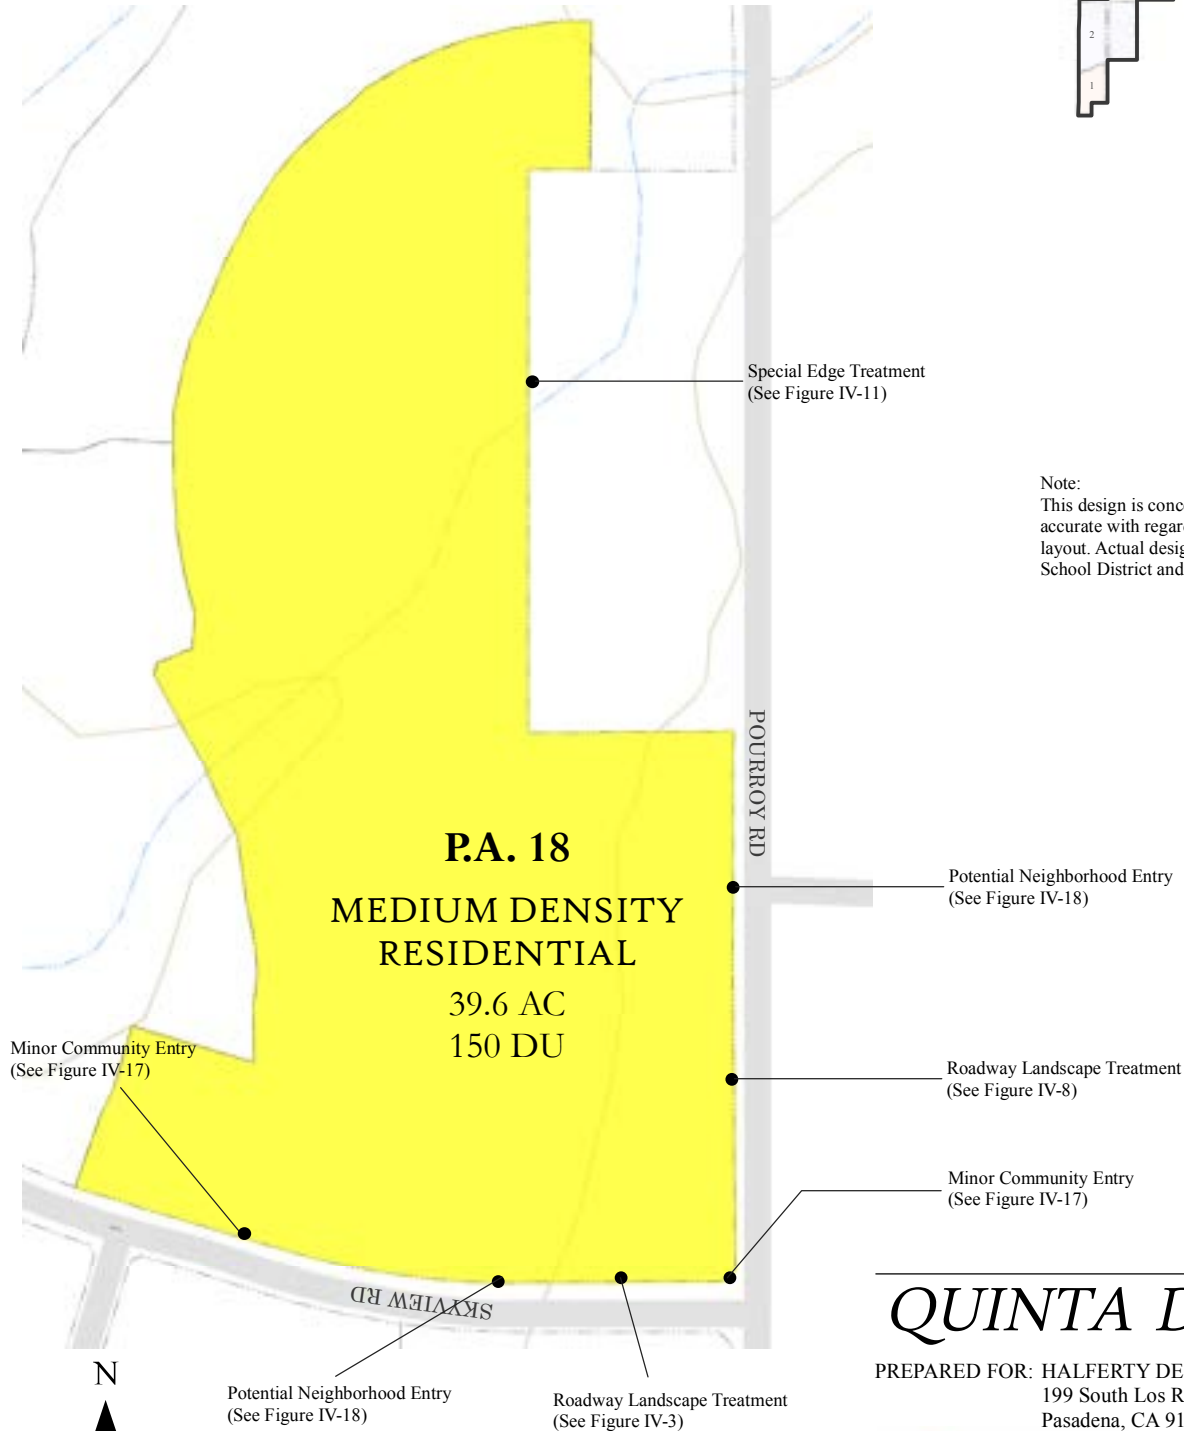 2
1
Special Edge Treatment
(See Figure IV-11)
Note:
This design is conc
accurate with regar
layout. Actual desig
School District and
POURROY RD
P.A. 18
MEDIUM DENSITY
RESIDENTIAL
39.6 AC
150 DU
Potential Neighborhood Entry
(See Figure IV-18)
Minor Community Entry
(See Figure IV-17)
Roadway Landscape Treatment
(See Figure IV-8)
Minor Community Entry
(See Figure IV-17)
SKYVIEW RD
QUINTA D
PREPARED FOR: HALFERTY DE
199 South Los R
Pasadena, CA 91
N
Potential Neighborhood Entry
(See Figure IV-18)
Roadway Landscape Treatment
(See Figure IV-3)